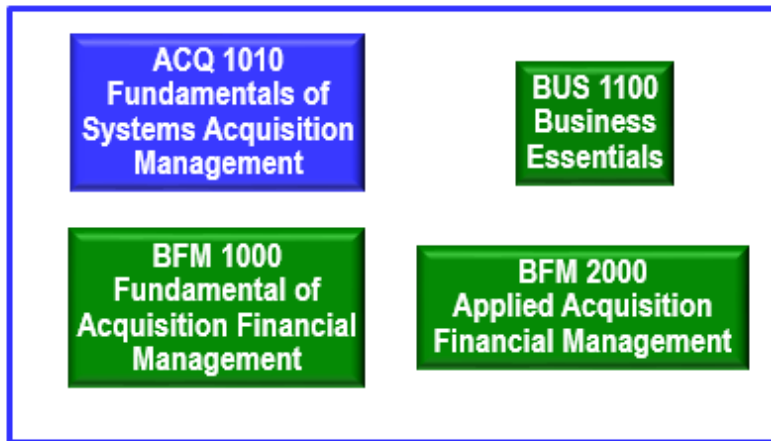 ACQ 1010
Fundamentals of
Systems Acquisition
Management
BUS 1100
Business
Essentials
BFM 1000
Fundamental of
Acquisition Financial
Management
BFM 2000
Applied Acquisition
Financial Management